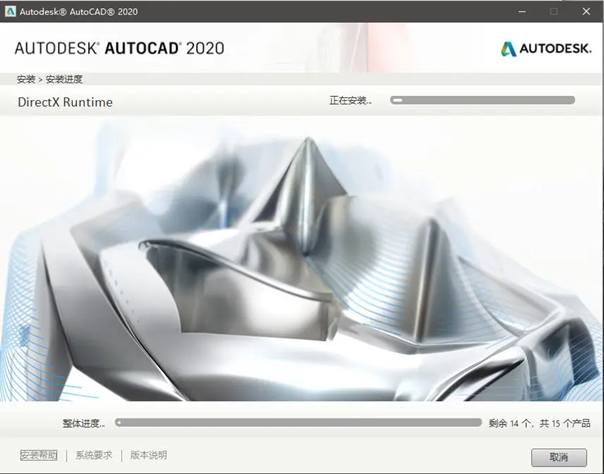 Autodesk® AutoCAD® 2020
AUTODESK® AUTOCAD® 2020
AUTODESK.
安装 > 安装进度
DirectX Runtime
正在安装...
整体进度...
剩余 14 个，共 15 个产品
安装帮助 | 系统要求 | 版本说明
取消